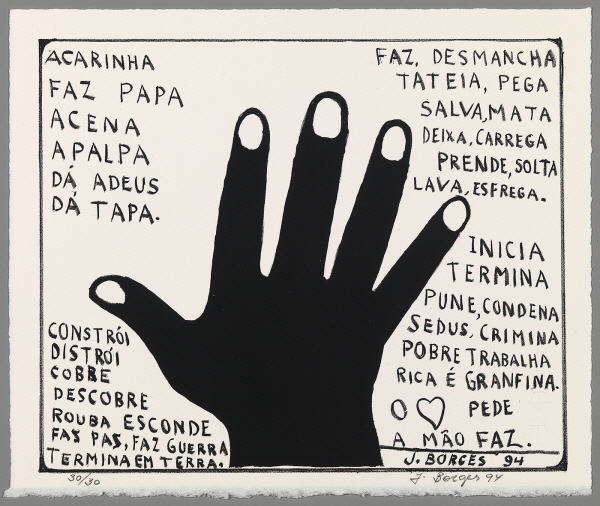 ACARINHA
FAZ PAPA
ACENA
APALPA
DÁ ADEUS
DÁ TAPA.
FAZ, DESMANCHA
TATEIA, PEGA
SALVA, MATA
DEIXA, CARREGA
PRENDE, SOLTA
LAVA, ESFREGA.
INICIA
TERMINA
PUNE, CONDENA
SEDUS, CRIMINA
POBRE TRABALHA
RICA É GRANFINA.
O ♡ PEDE
A MÃO FAZ.
J. BORGES 94
CONSTRÓI
DISTRÓI
COBRE
DESCOBRE
ROUBA ESCONDE
FAS PAS, FAZ GUERRA
TERMINA EM TERRA.
30/30
J. Borges 94